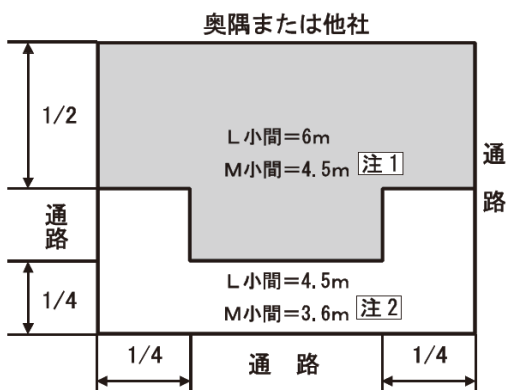 奥隅または他社
1/2
L小間=6m
M小間=4.5m 注1
通路
通路
1/4
L小間=4.5m
M小間=3.6m 注2
1/4
通 路
1/4